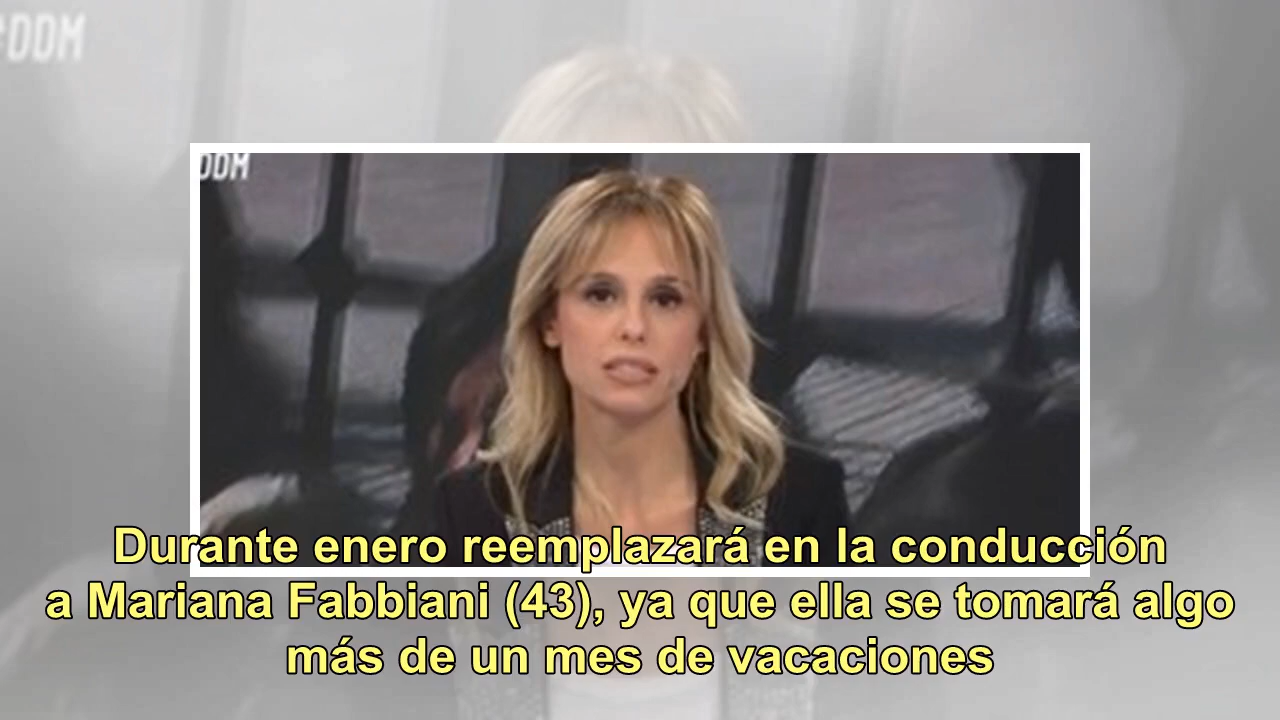 #DDM
DDM
Durante enero reemplazará en la conducción
a Mariana Fabbiani (43), ya que ella se tomará algo
más de un mes de vacaciones